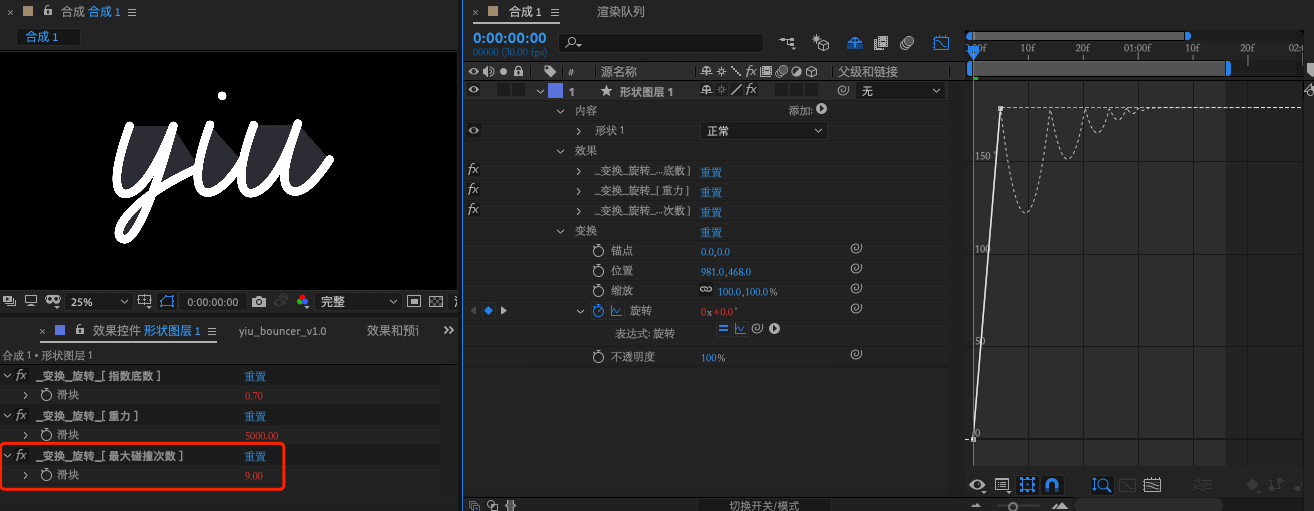 × 合成 合成 1 ≡
合成 1
yiu
25%
0:00:00:00
完整
× 效果控件 形状图层 1 ≡
yiu_bouncer_v1.0
效果和预设
»
合成 1 • 形状图层 1
fx _变换_旋转_[ 指数底数 ]
重置
滑块
0.70
fx _变换_旋转_[ 重力 ]
重置
滑块
5000.00
fx _变换_旋转_[ 最大碰撞次数 ]
重置
滑块
9.00
× 合成 1 ≡
渲染队列
0:00:00:00
00000 (30.00 fps)
# 源名称
fx
父级和链接
1 ★ 形状图层 1
fx
无
内容
添加:
形状 1
正常
效果
fx _变换_旋转_...底数 ]
重置
fx _变换_旋转_[ 重力 ]
重置
fx _变换_旋转_...次数 ]
重置
变换
重置
锚点
0.0,0.0
位置
981.0,468.0
缩放
100.0,100.0%
旋转
0x+0.0°
表达式: 旋转
不透明度
100%
切换开关/模式
00f
10f
20f
01:00f
10f
20f
02:0
150
100
50
0